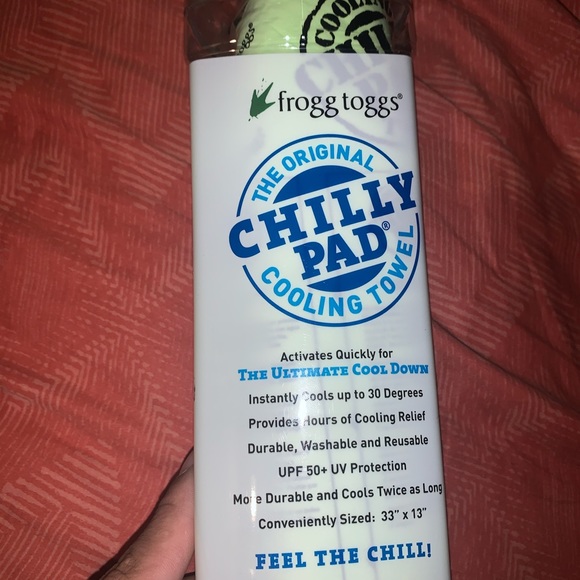 COOLING
frogg toggs®
THE ORIGINAL
CHILLY
PAD®
COOLING TOWEL
Activates Quickly for
THE ULTIMATE COOL DOWN
Instantly Cools up to 30 Degrees
Provides Hours of Cooling Relief
Durable, Washable and Reusable
UPF 50+ UV Protection
More Durable and Cools Twice as Long
Conveniently Sized: 33" x 13"
FEEL THE CHILL!